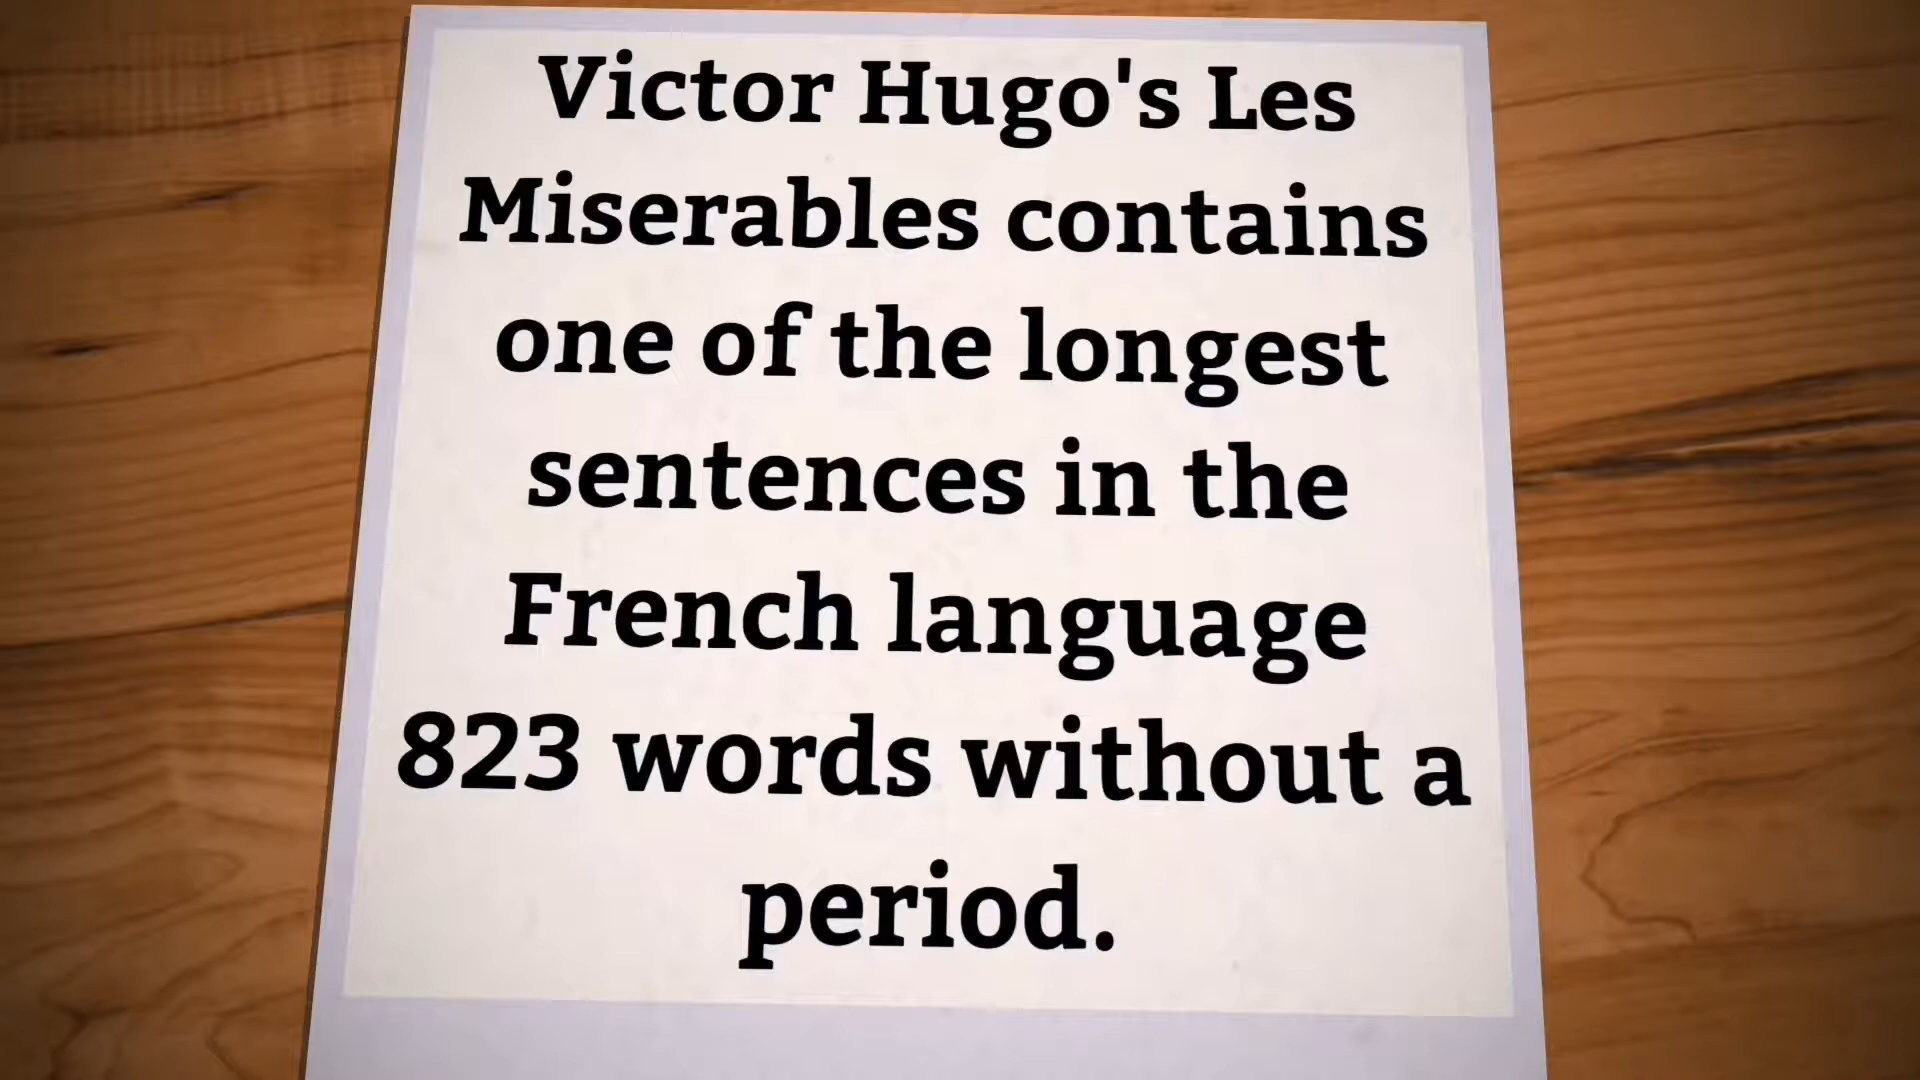 Victor Hugo's Les
Miserables contains
one of the longest
sentences in the
French language
823 words without a
period.